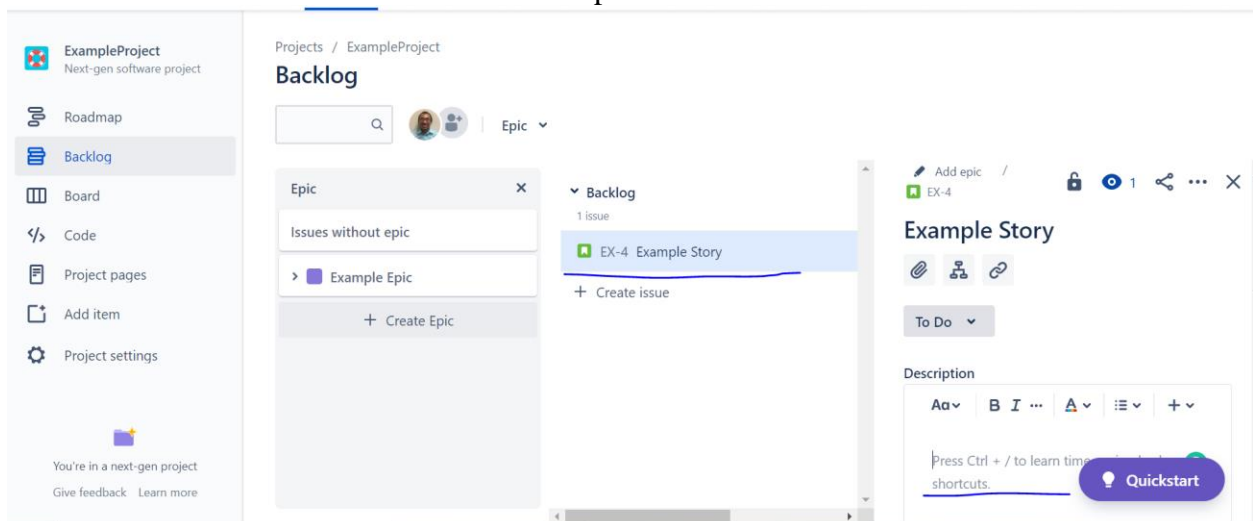 ExampleProject
Next-gen software project
Roadmap
Backlog
Board
Code
Project pages
Add item
Project settings
You're in a next-gen project
Give feedback Learn more
Projects / ExampleProject
Backlog
Epic
Epic
Issues without epic
Example Epic
+ Create Epic
Backlog
1 issue
EX-4 Example Story
+ Create issue
Add epic /
EX-4
1
Example Story
To Do
Description
Aa B I ... A +
Press Ctrl + / to learn time
shortcuts.
Quickstart